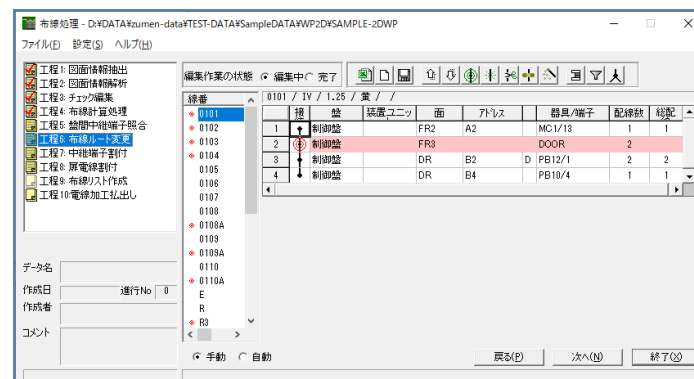 布線処理 - D:¥DATA¥zumen-data¥TEST-DATA¥SampleDATA¥WP2D¥SAMPLE-2DWP
ファイル(F) 設定(S) ヘルプ(H)
工程1: 図面情報抽出
工程2: 図面情報解析
工程3: チェック編集
工程4: 布線計算処理
工程5: 盤間中継端子照合
工程6: 布線ルート変更
工程7: 中継端子割付
工程8: 扉電線割付
工程9: 布線リスト作成
工程10:電線加工払出し
データ名
作成日 進行No 0
作成者
コメント
編集作業の状態 編集中 完了
線番
0101
0102
0103
0104
0105
0106
0107
0108
0108A
0109
0109A
0110
0110A
E
R
R3
0101 / IV / 1.25 / 黄 / /
接 盤 装置ユニッ 面 アドレス 器具/端子 配線数 総配
1 制御盤 FR2 A2 MC1/13 1 1
2 制御盤 FR3 DOOR 2
3 制御盤 DR B2 D PB12/1 2 2
4 制御盤 DR B4 PB10/4 1 1
手動 自動 戻る(P) 次へ(N) 終了(X)